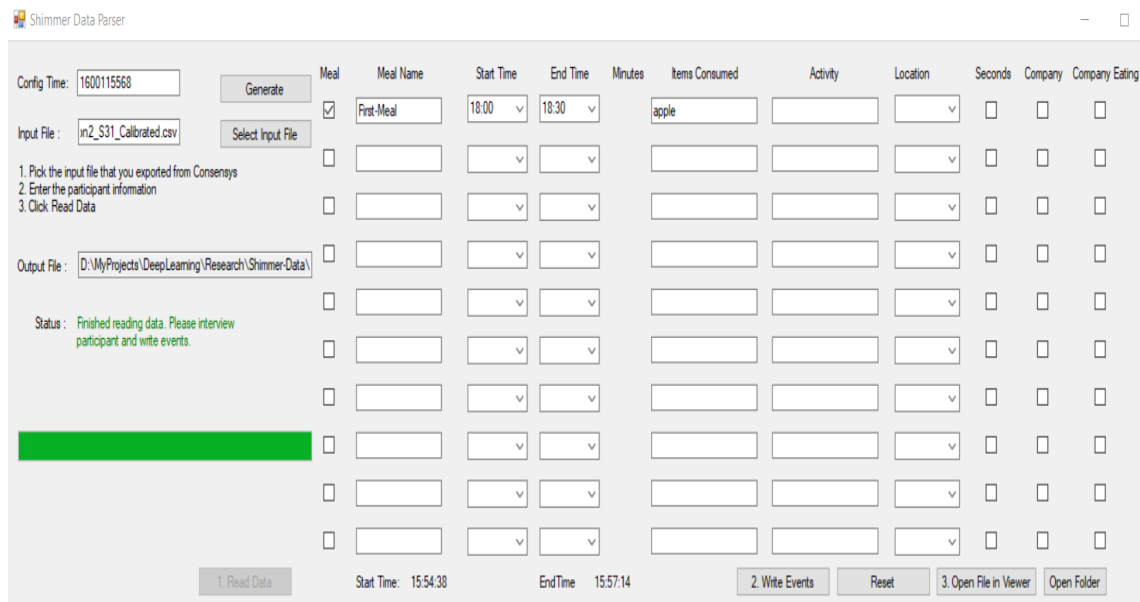 Shimmer Data Parser
Config Time: 1600115568 Generate
Input File : on2_S31_Calibrated.csv Select Input File
1. Pick the input file that you exported from Consensys
2. Enter the participant information
3. Click Read Data
Output File : D:\MyProjects\DeepLearning\Research\Shimmer-Data\
Status : Finished reading data. Please interview
participant and write events.
1. Read Data
Meal Meal Name Start Time End Time Minutes Items Consumed Activity Location Seconds Company Company Eating
First-Meal 18:00 18:30 apple
Start Time: 15:54:38 EndTime 15:57:14 2. Write Events Reset 3. Open File in Viewer Open Folder